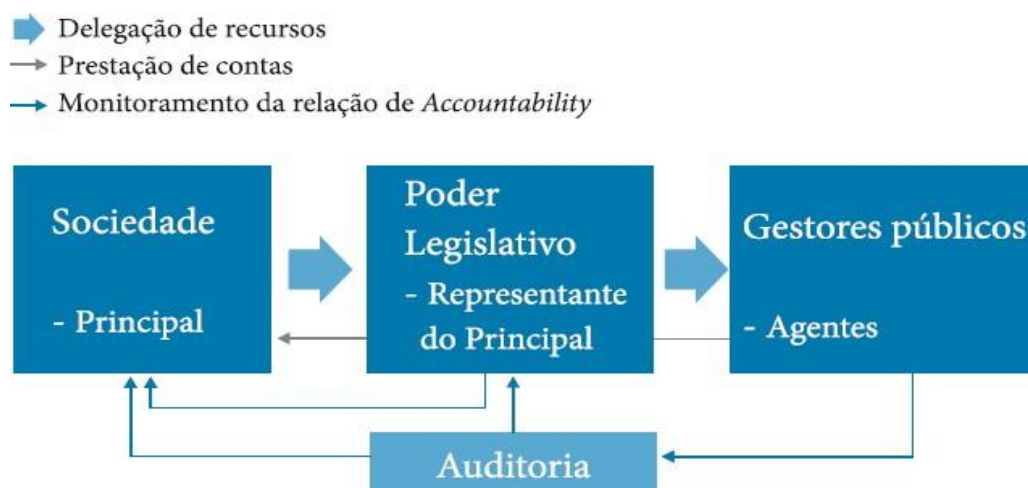 Delegação de recursos
Prestação de contas
Monitoramento da relação de Accountability
Sociedade
- Principal
Poder
Legislativo
- Representante
do Principal
Gestores públicos
- Agentes
Auditoria